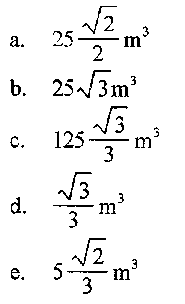 a. 25 √2/2 m³
b. 25√3 m³
c. 125 √3/3 m³
d. √3/3 m³
e. 5 √2/3 m³